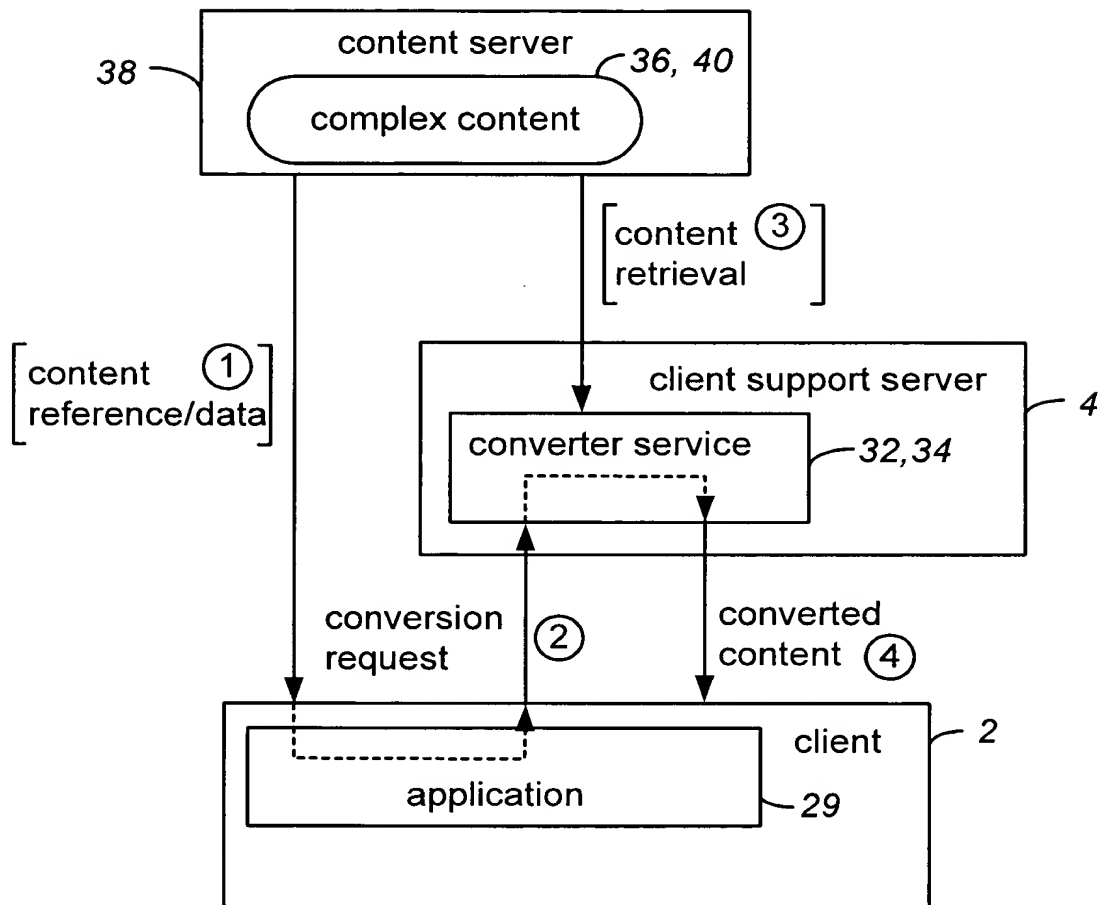 content server
38
36, 40
complex content
content ③
retrieval
content ①
reference/data
client support server
4
converter service
32,34
conversion
request
②
converted
content ④
client
2
application
29